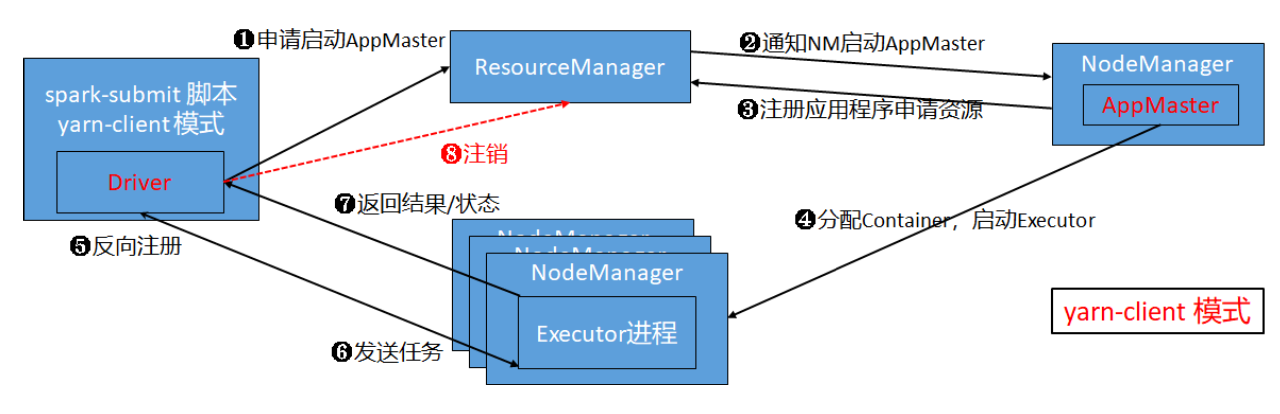 ❶申请启动AppMaster
ResourceManager
❷通知NM启动AppMaster
NodeManager
AppMaster
❸注册应用程序申请资源
spark-submit 脚本
yarn-client 模式
Driver
❽注销
❼返回结果/状态
❹分配Container，启动Executor
❺反向注册
NodeManager
NodeManager
NodeManager
Executor进程
❻发送任务
yarn-client 模式